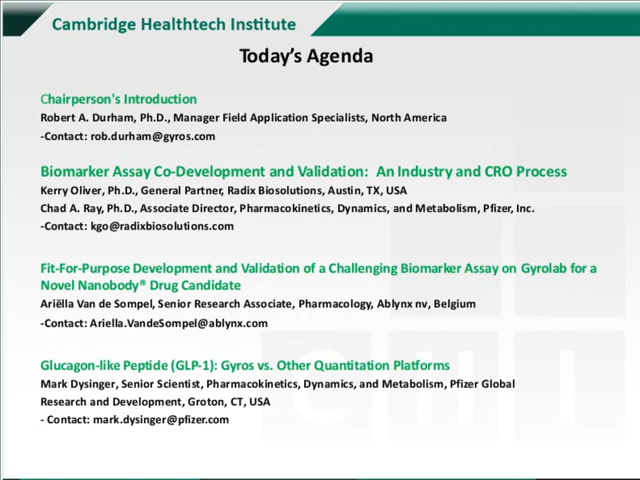 Cambridge Healthtech Institute
Today's Agenda
Chairperson's Introduction
Robert A. Durham, Ph.D., Manager Field Application Specialists, North America
-Contact: rob.durham@gyros.com
Biomarker Assay Co-Development and Validation: An Industry and CRO Process
Kerry Oliver, Ph.D., General Partner, Radix Biosolutions, Austin, TX, USA
Chad A. Ray, Ph.D., Associate Director, Pharmacokinetics, Dynamics, and Metabolism, Pfizer, Inc.
-Contact: kgo@radixbiosolutions.com
Fit-For-Purpose Development and Validation of a Challenging Biomarker Assay on Gyrolab for a
Novel Nanobody® Drug Candidate
Ariëlla Van de Sompel, Senior Research Associate, Pharmacology, Ablynx nv, Belgium
-Contact: Ariella.VandeSompel@ablynx.com
Glucagon-like Peptide (GLP-1): Gyros vs. Other Quantitation Platforms
Mark Dysinger, Senior Scientist, Pharmacokinetics, Dynamics, and Metabolism, Pfizer Global
Research and Development, Groton, CT, USA
- Contact: mark.dysinger@pfizer.com
CHI